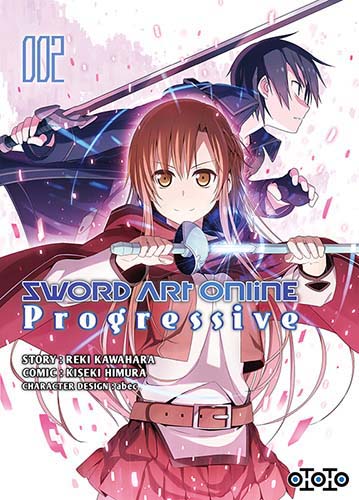 002
SWORD ART ONLINE
Progressive
STORY : REKI KAWAHARA
COMIC : KISEKI HIMURA
CHARACTER DESIGN : abec
OTOTO